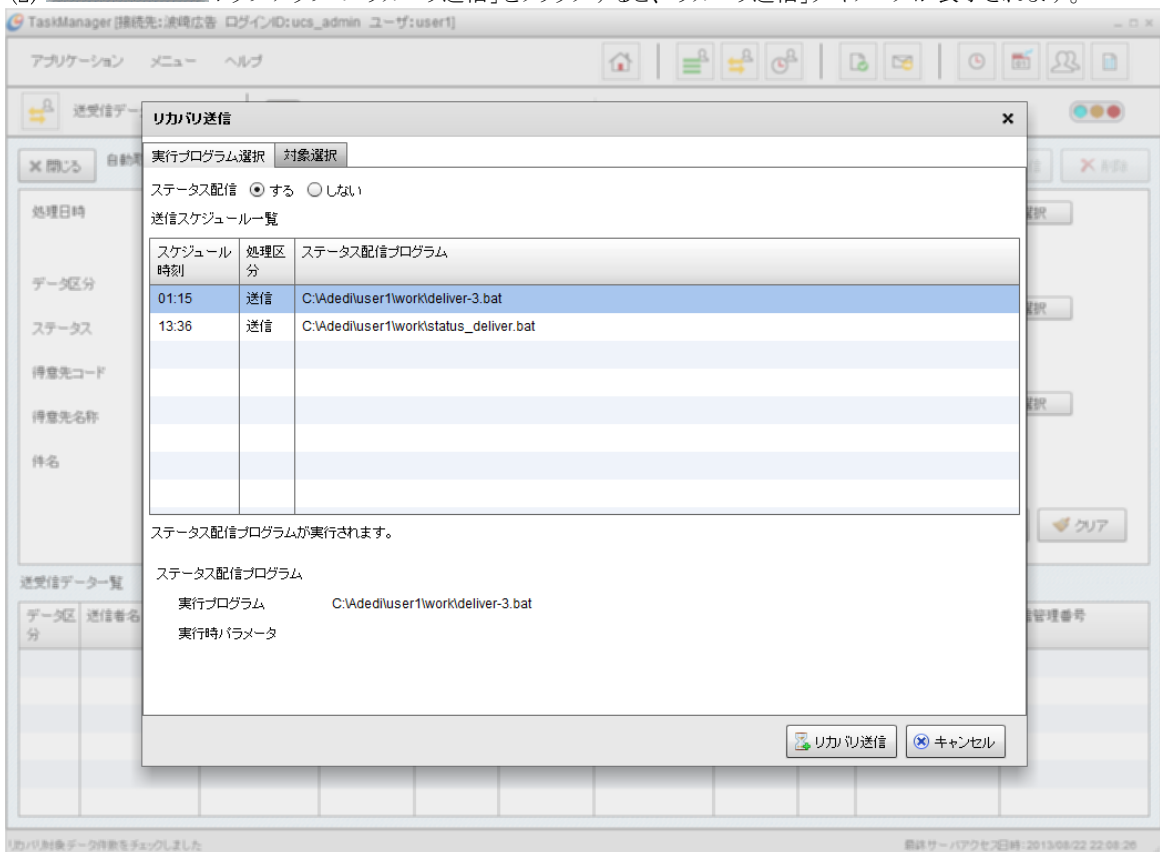 TaskManager [接続先:波崎広告 ログインID:ucs_admin ユーザ:user1]
アプリケーション メニュー ヘルプ
送受信デー
リカバリ送信
実行プログラム選択 対象選択
ステータス配信 する しない
送信スケジュール一覧
スケジュール時刻 処理区分 ステータス配信プログラム
01:15 送信 C:\Adedi\user1\work\deliver-3.bat
13:36 送信 C:\Adedi\user1\work\status_deliver.bat
ステータス配信プログラムが実行されます。
ステータス配信プログラム
実行プログラム C:\Adedi\user1\work\deliver-3.bat
実行時パラメータ
リカバリ送信 キャンセル
閉じる 自動 削除
処理日時 選択
データ区分
ステータス 選択
得意先コード
得意先名称 選択
件名
クリア
送受信データ一覧
データ区分 送信者名 管理番号
リカバリ対象データ件数をチェックしました
最終サーバアクセス日時:2013/08/22 22:08:26